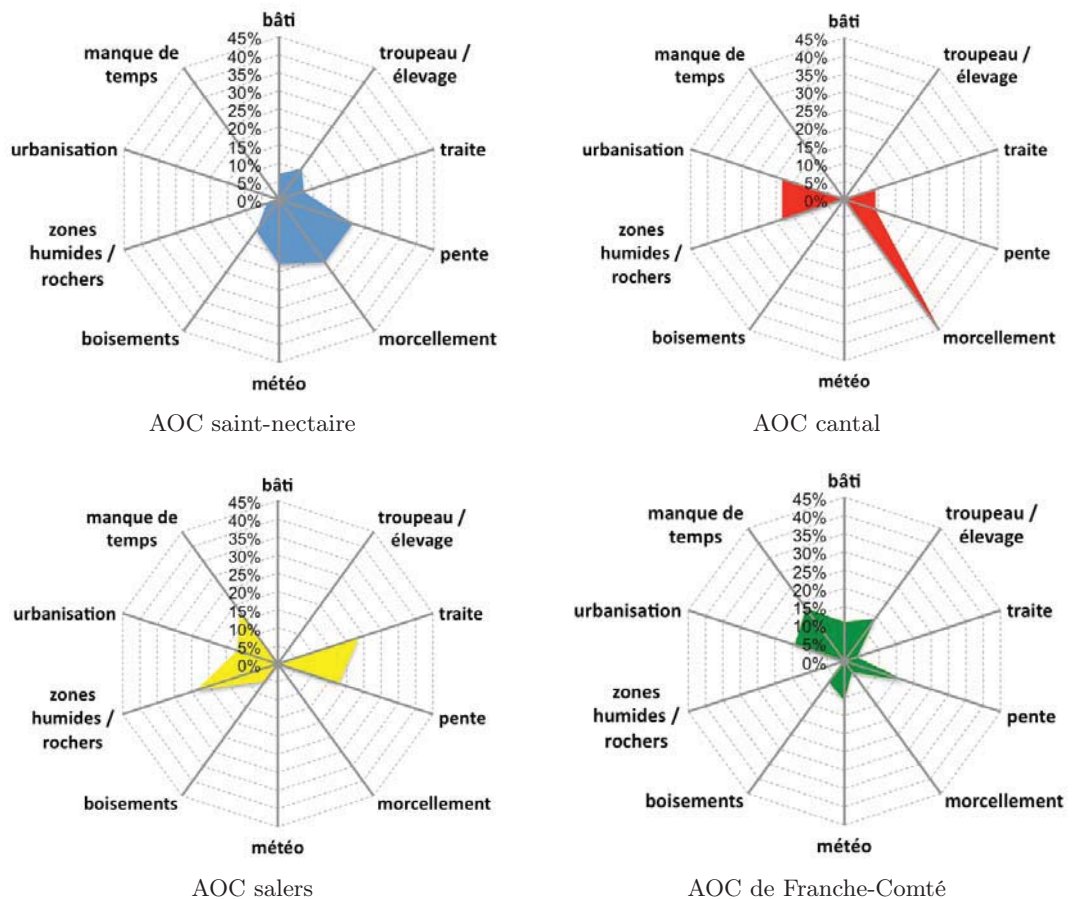 bâti
45%
40%
35%
30%
25%
20%
15%
10%
5%
0%
troupeau /
élevage
traite
pente
morcellement
météo
boisements
zones
humides /
rochers
urbanisation
manque de
temps
AOC saint-nectaire
bâti
45%
40%
35%
30%
25%
20%
15%
10%
5%
0%
troupeau /
élevage
traite
pente
morcellement
météo
boisements
zones
humides /
rochers
urbanisation
manque de
temps
AOC cantal
bâti
45%
40%
35%
30%
25%
20%
15%
10%
5%
0%
troupeau /
élevage
traite
pente
morcellement
météo
boisements
zones
humides /
rochers
urbanisation
manque de
temps
AOC salers
bâti
45%
40%
35%
30%
25%
20%
15%
10%
5%
0%
troupeau /
élevage
traite
pente
morcellement
météo
boisements
zones
humides /
rochers
urbanisation
manque de
temps
AOC de Franche-Comté